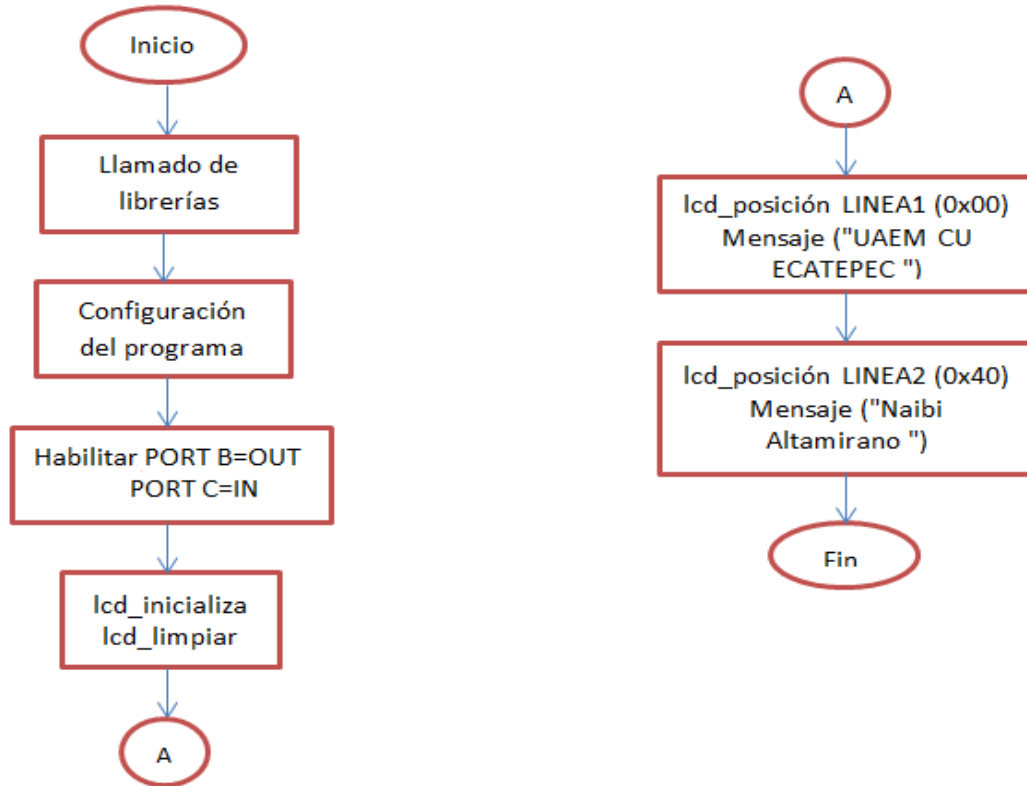 Inicio
Llamado de
librerías
Configuración
del programa
Habilitar PORT B=OUT
PORT C=IN
lcd_inicializa
lcd_limpiar
A
A
lcd_posición LINEA1 (0x00)
Mensaje ("UAEM CU
ECATEPEC ")
lcd_posición LINEA2 (0x40)
Mensaje ("Naibi
Altamirano ")
Fin